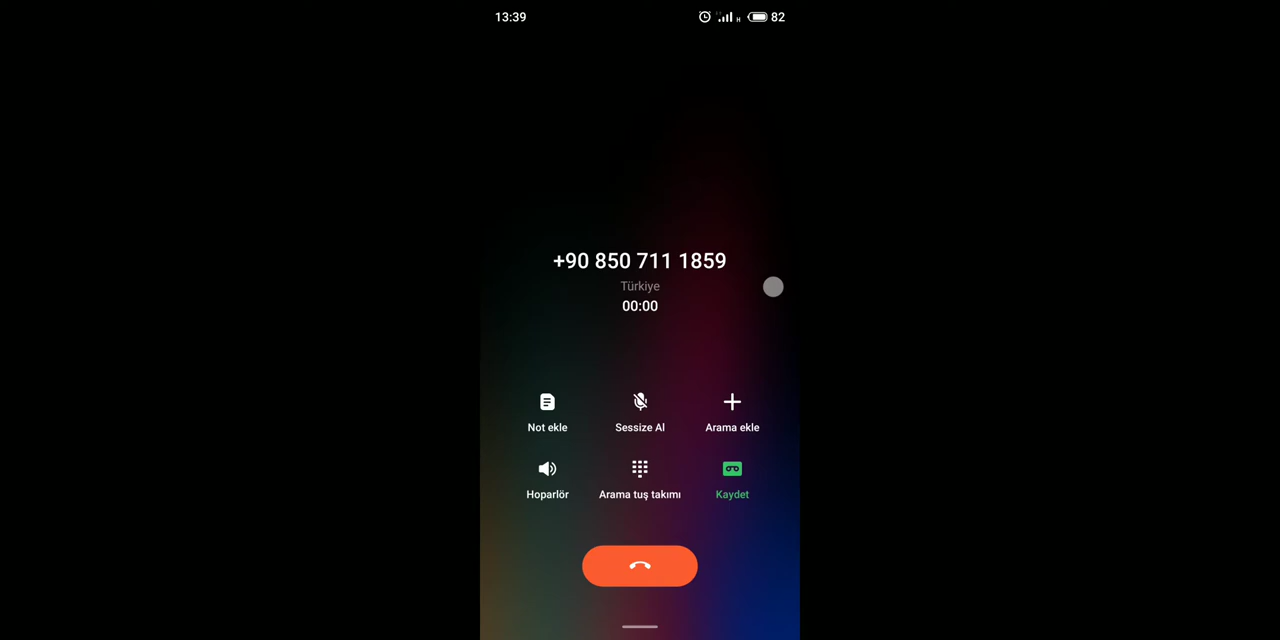 13:39
H 82
+90 850 711 1859
Türkiye
00:00
Not ekle
Sessize Al
Arama ekle
Hoparlör
Arama tuş takımı
Kaydet